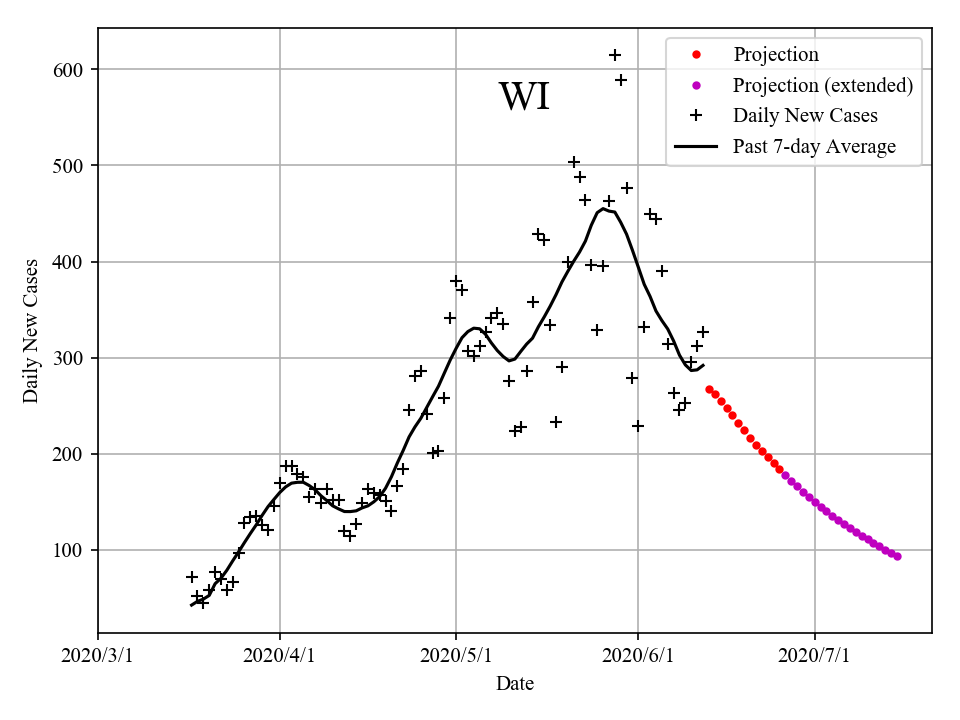 WI
Projection
Projection (extended)
Daily New Cases
Past 7-day Average
Daily New Cases
600
500
400
300
200
100
2020/3/1
2020/4/1
2020/5/1
2020/6/1
2020/7/1
Date